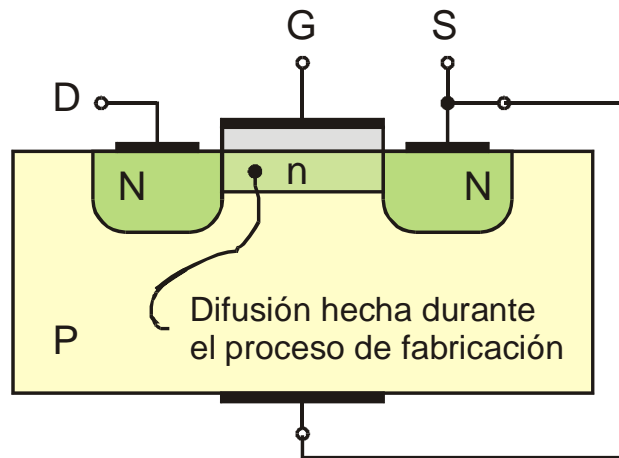 G
S
D
N
n
N
Difusión hecha durante
el proceso de fabricación
P